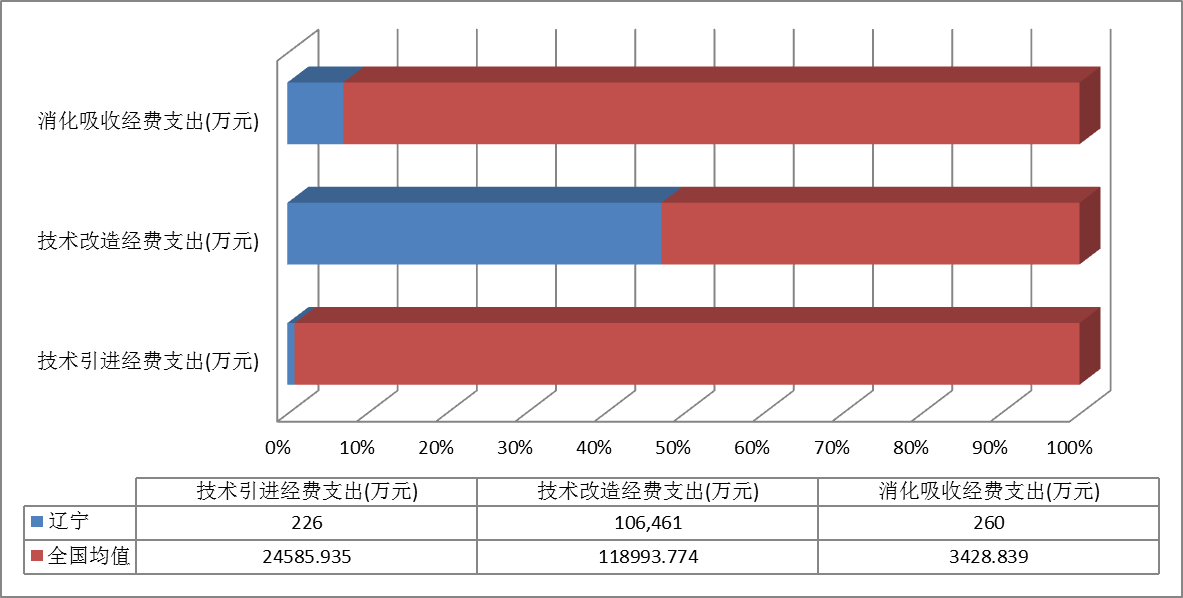 消化吸收经费支出(万元)
技术改造经费支出(万元)
技术引进经费支出(万元)
0% 10% 20% 30% 40% 50% 60% 70% 80% 90% 100%
技术引进经费支出(万元) 技术改造经费支出(万元) 消化吸收经费支出(万元)
辽宁 226 106,461 260
全国均值 24585.935 118993.774 3428.839